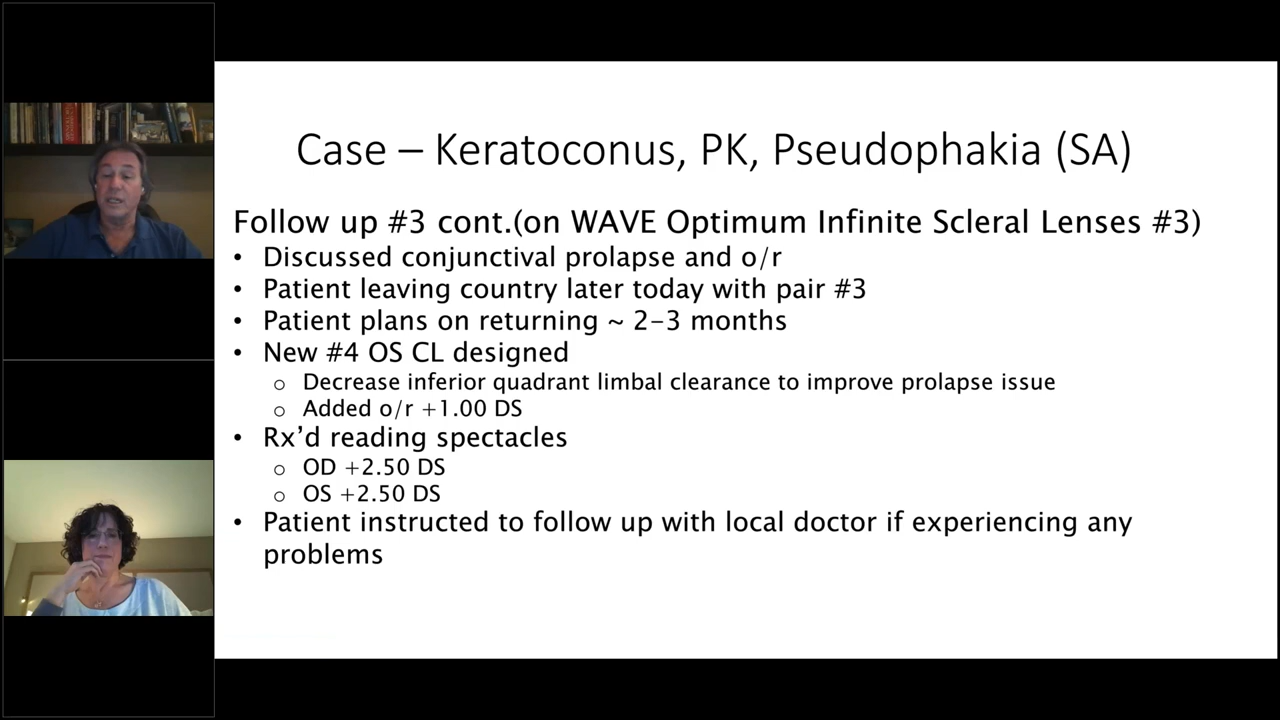 Case – Keratoconus, PK, Pseudophakia (SA)
Follow up #3 cont.(on WAVE Optimum Infinite Scleral Lenses #3)
• Discussed conjunctival prolapse and o/r
• Patient leaving country later today with pair #3
• Patient plans on returning ~ 2-3 months
• New #4 OS CL designed
o Decrease inferior quadrant limbal clearance to improve prolapse issue
o Added o/r +1.00 DS
• Rx’d reading spectacles
o OD +2.50 DS
o OS +2.50 DS
• Patient instructed to follow up with local doctor if experiencing any
problems